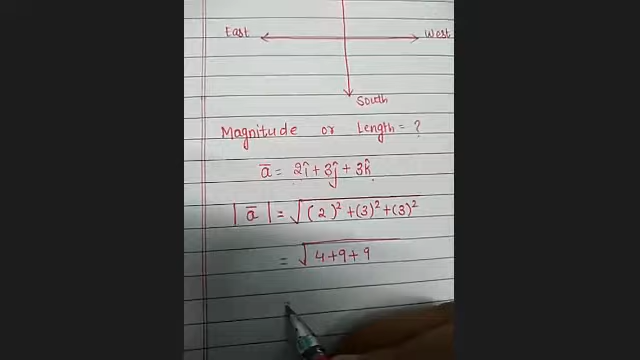 East West
South
Magnitude or Length = ?
a̅ = 2î + 3ĵ + 3k̂
|a̅| = √(2)² + (3)² + (3)²
= √4 + 9 + 9